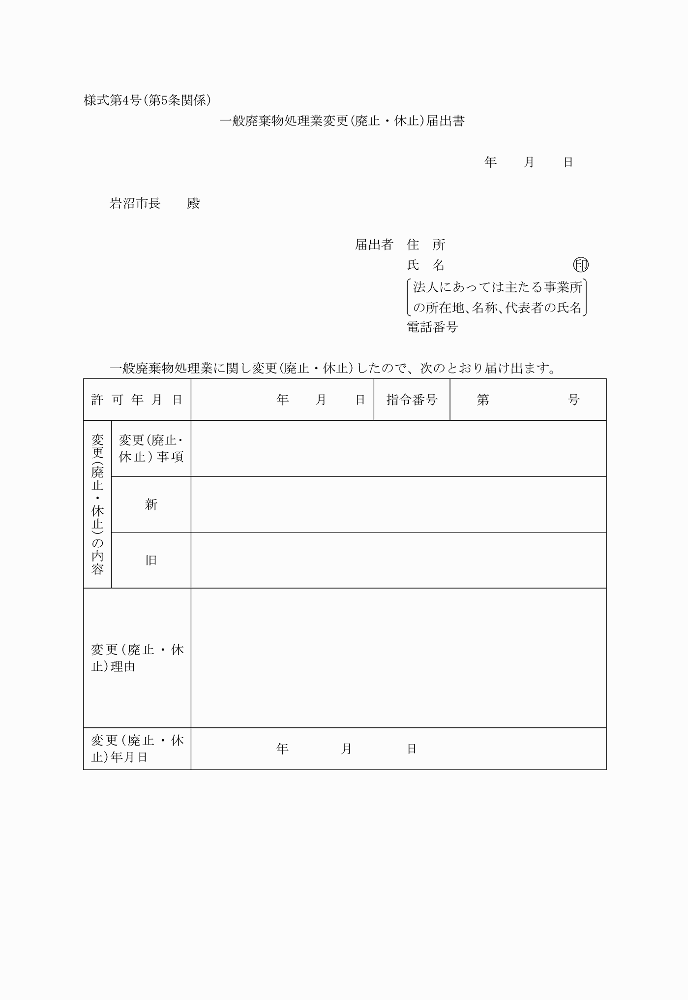 様式第4号(第5条関係)
一般廃棄物処理業変更(廃止・休止)届出書
年　月　日
岩沼市長　殿
届出者　住　所
氏　名　㊞
法人にあっては主たる事業所
の所在地、名称、代表者の氏名
電話番号
一般廃棄物処理業に関し変更(廃止・休止)したので、次のとおり届け出ます。
許可年月日　年　月　日　指令番号　第　号
変更(廃止・休止)の内容
変更(廃止・
休止)事項
新
旧
変更(廃止・休
止)理由
変更(廃止・休
止)年月日
年　月　日